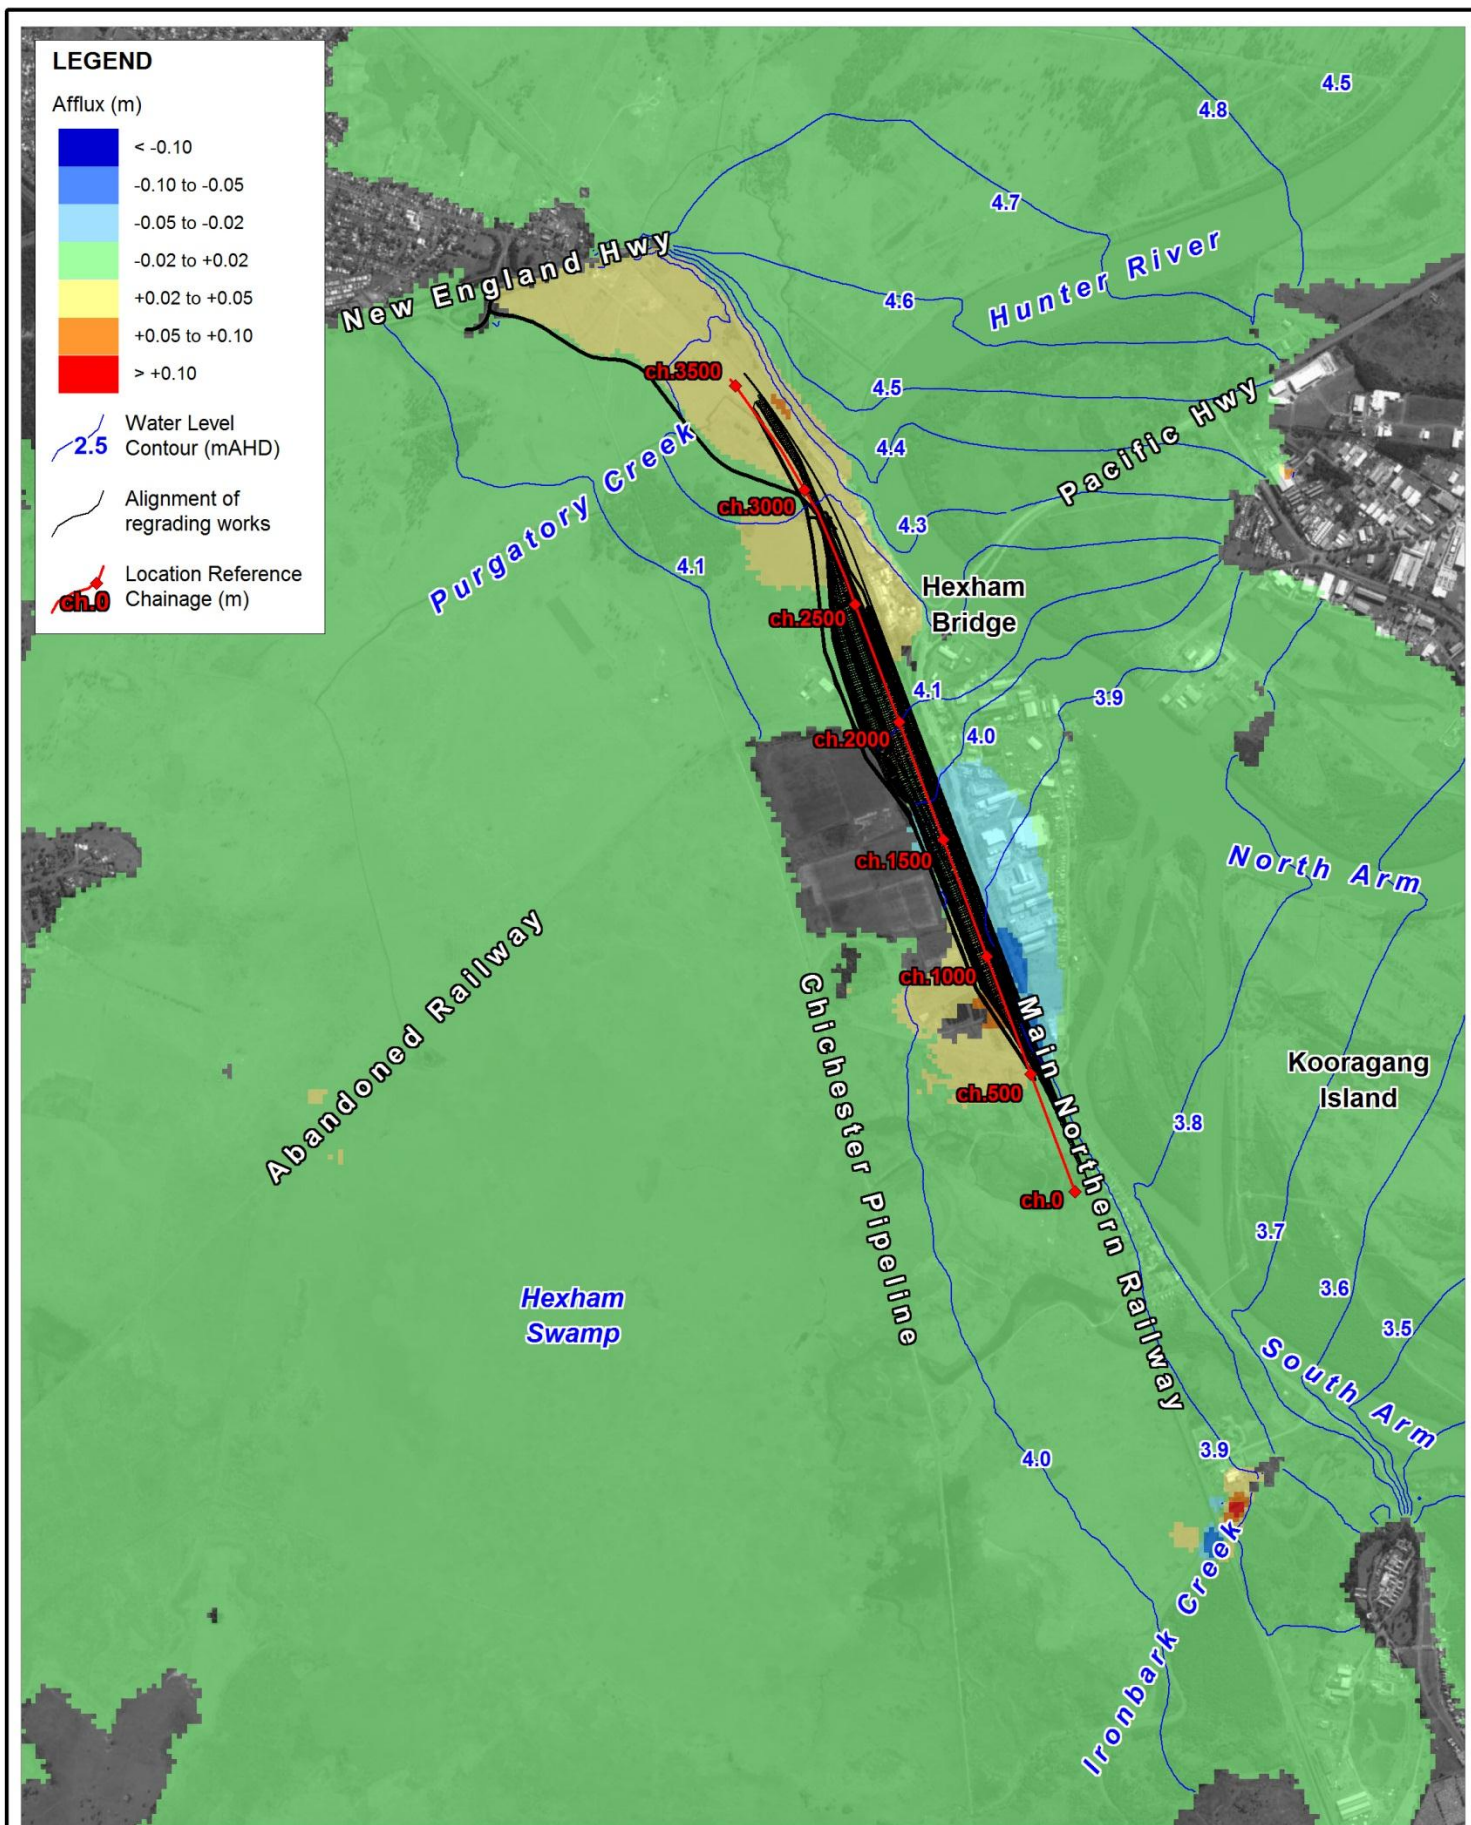 LEGEND
Afflux (m)
< -0.10
-0.10 to -0.05
-0.05 to -0.02
-0.02 to +0.02
+0.02 to +0.05
+0.05 to +0.10
> +0.10
2.5
Water Level
Contour (mAHD)
Alignment of
regrading works
ch.0
Location Reference
Chainage (m)
4.5
4.8
4.7
New England Hwy
Hunter River
4.6
ch.3500
4.5
Pacific Hwy
4.4
Purgatory Creek
ch.3000
4.3
4.1
Hexham
Bridge
ch.2500
4.1
3.9
ch.2000
4.0
ch.1500
North Arm
Abandoned Railway
ch.1000
Chichester Pipeline
Main Northern Railway
Kooragang
Island
ch.500
3.8
ch.0
3.7
Hexham
Swamp
3.6
3.5
South Arm
4.0
3.9
Ironbark Creek